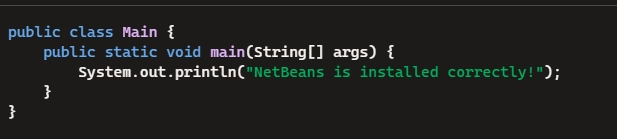 public class Main {
    public static void main(String[] args) {
        System.out.println("NetBeans is installed correctly!");
    }
}